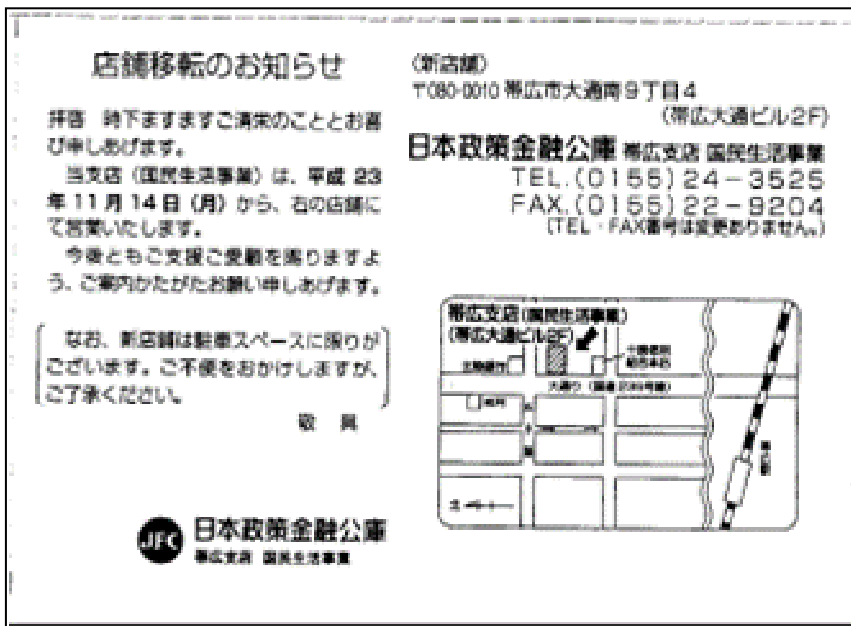 店舗移転のお知らせ
拝啓 時下ますますご清栄のこととお喜
び申しあげます。
当支店（国民生活事業）は、平成 23
年 11 月 14 日（月）から、右の店舗に
て営業いたします。
今後ともご支援ご愛顧を賜りますよ
う、ご案内かたがたお願い申しあげます。
なお、新店舗は駐車スペースに限りが
ございます。ご不便をおかけしますが、
ご了承ください。
敬 具
JFC 日本政策金融公庫
帯広支店 国民生活事業
（新店舗）
〒080-0010 帯広市大通南９丁目４
（帯広大通ビル2F）
日本政策金融公庫 帯広支店 国民生活事業
TEL.(0155)24－3525
FAX.(0155)22－9204
（TEL・FAX番号は変更ありません。）
帯広支店（国民生活事業）
（帯広大通ビル2F）
北陸銀行
大通り
北